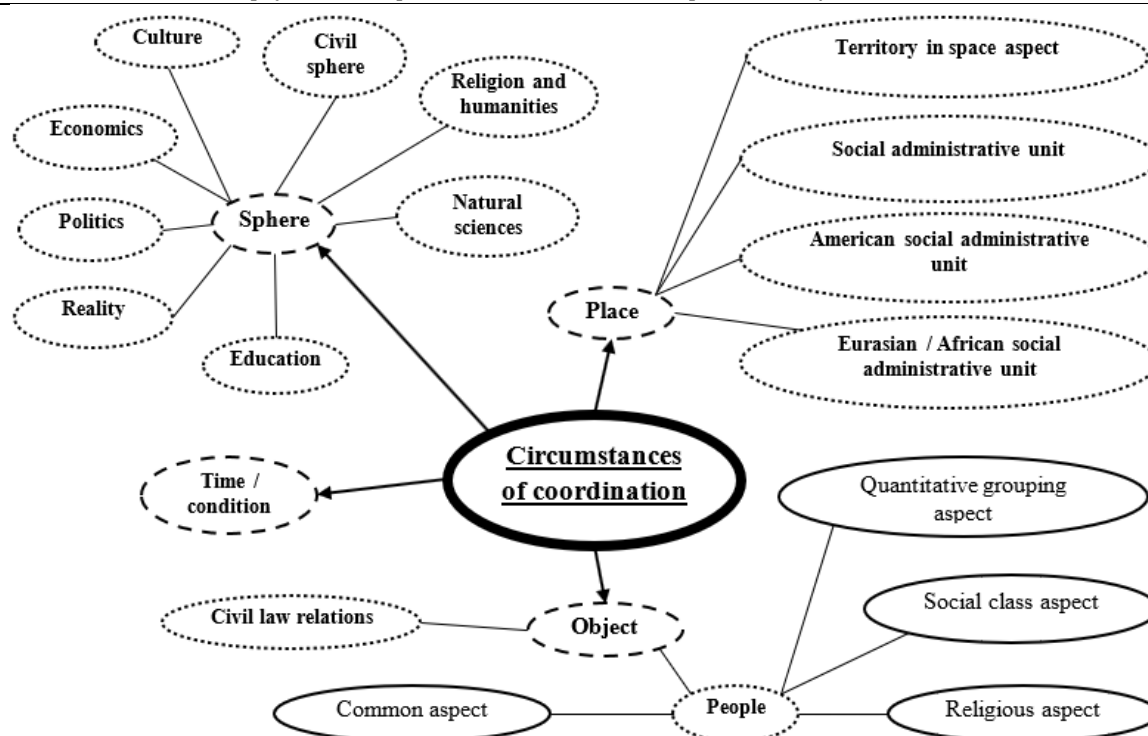 Culture
Civil
sphere
Religion and
humanities
Economics
Politics
Sphere
Natural
sciences
Reality
Education
Territory in space aspect
Social administrative unit
American social administrative
unit
Place
Eurasian / African social
administrative unit
Circumstances
of coordination
Time /
condition
Quantitative grouping
aspect
Civil law relations
Object
Social class aspect
Common aspect
People
Religious aspect